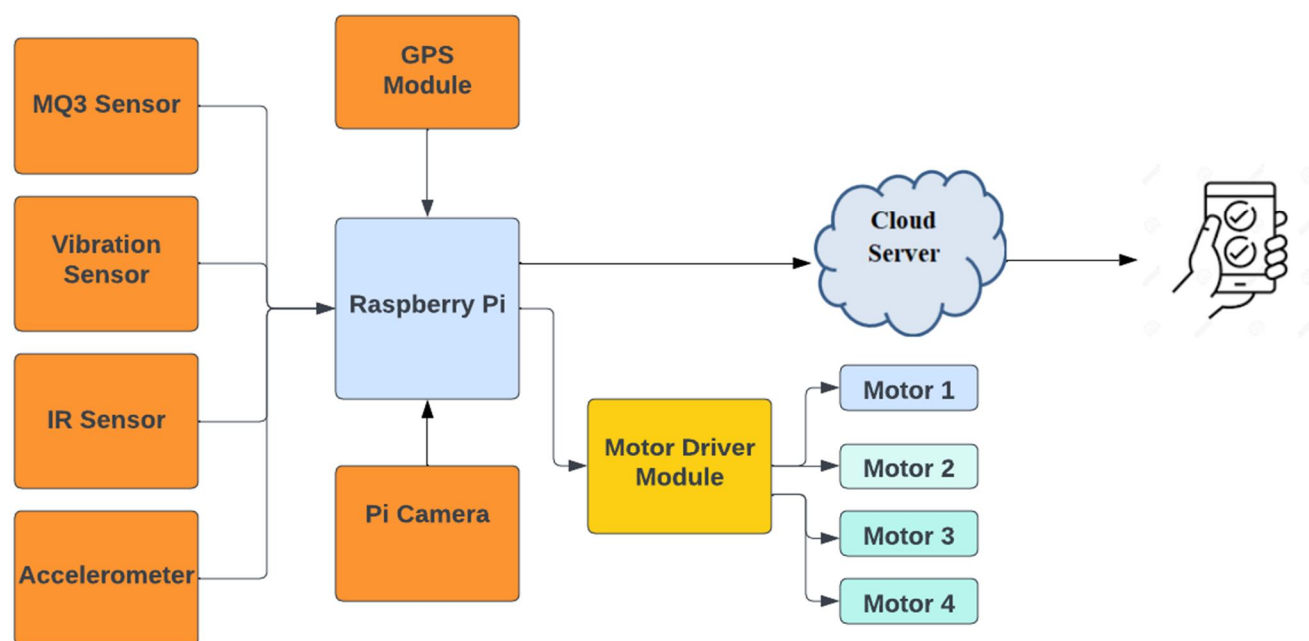 GPS
Module
MQ3 Sensor
Vibration
Sensor
Cloud
Server
Raspberry Pi
IR Sensor
Motor 1
Motor Driver
Module
Motor 2
Pi Camera
Motor 3
Accelerometer
Motor 4